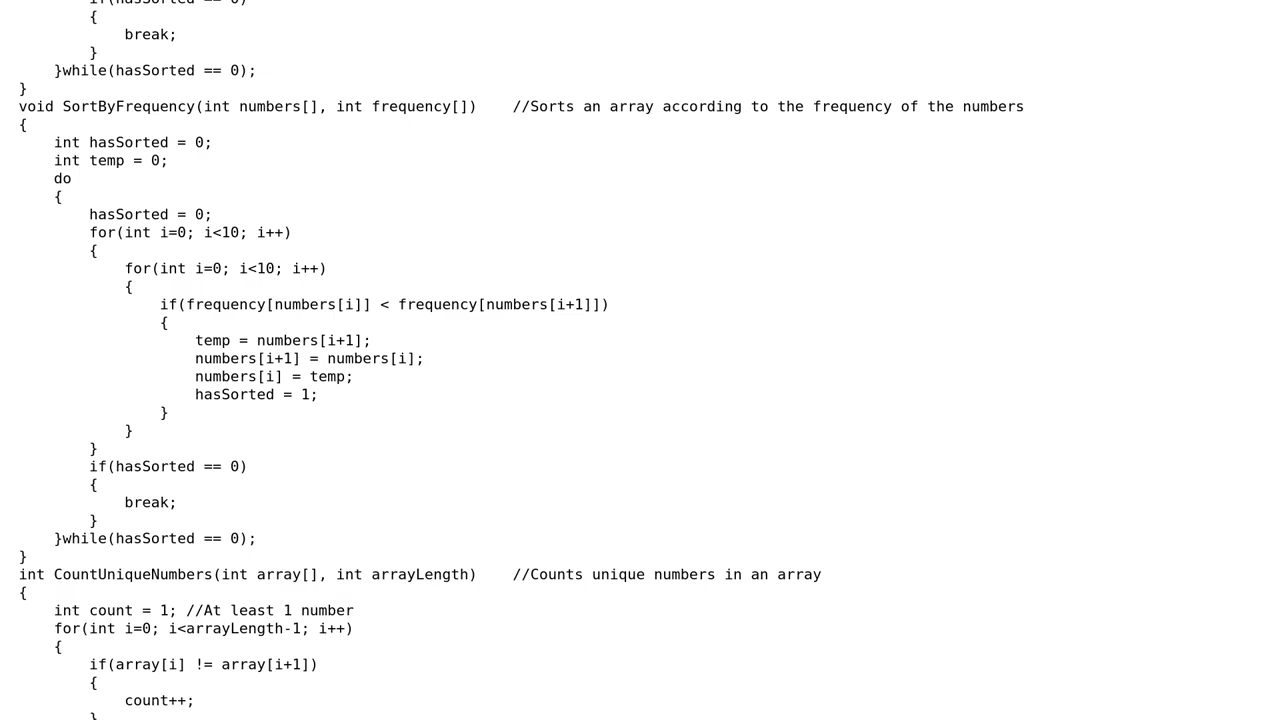 if(hasSorted == 0)
{
break;
}
}while(hasSorted == 0);
}
void SortByFrequency(int numbers[], int frequency[])    //Sorts an array according to the frequency of the numbers
{
int hasSorted = 0;
int temp = 0;
do
{
hasSorted = 0;
for(int i=0; i<10; i++)
{
for(int i=0; i<10; i++)
{
if(frequency[numbers[i]] < frequency[numbers[i+1]])
{
temp = numbers[i+1];
numbers[i+1] = numbers[i];
numbers[i] = temp;
hasSorted = 1;
}
}
}
if(hasSorted == 0)
{
break;
}
}while(hasSorted == 0);
}
int CountUniqueNumbers(int array[], int arrayLength)    //Counts unique numbers in an array
{
int count = 1; //At least 1 number
for(int i=0; i<arrayLength-1; i++)
{
if(array[i] != array[i+1])
{
count++;
}